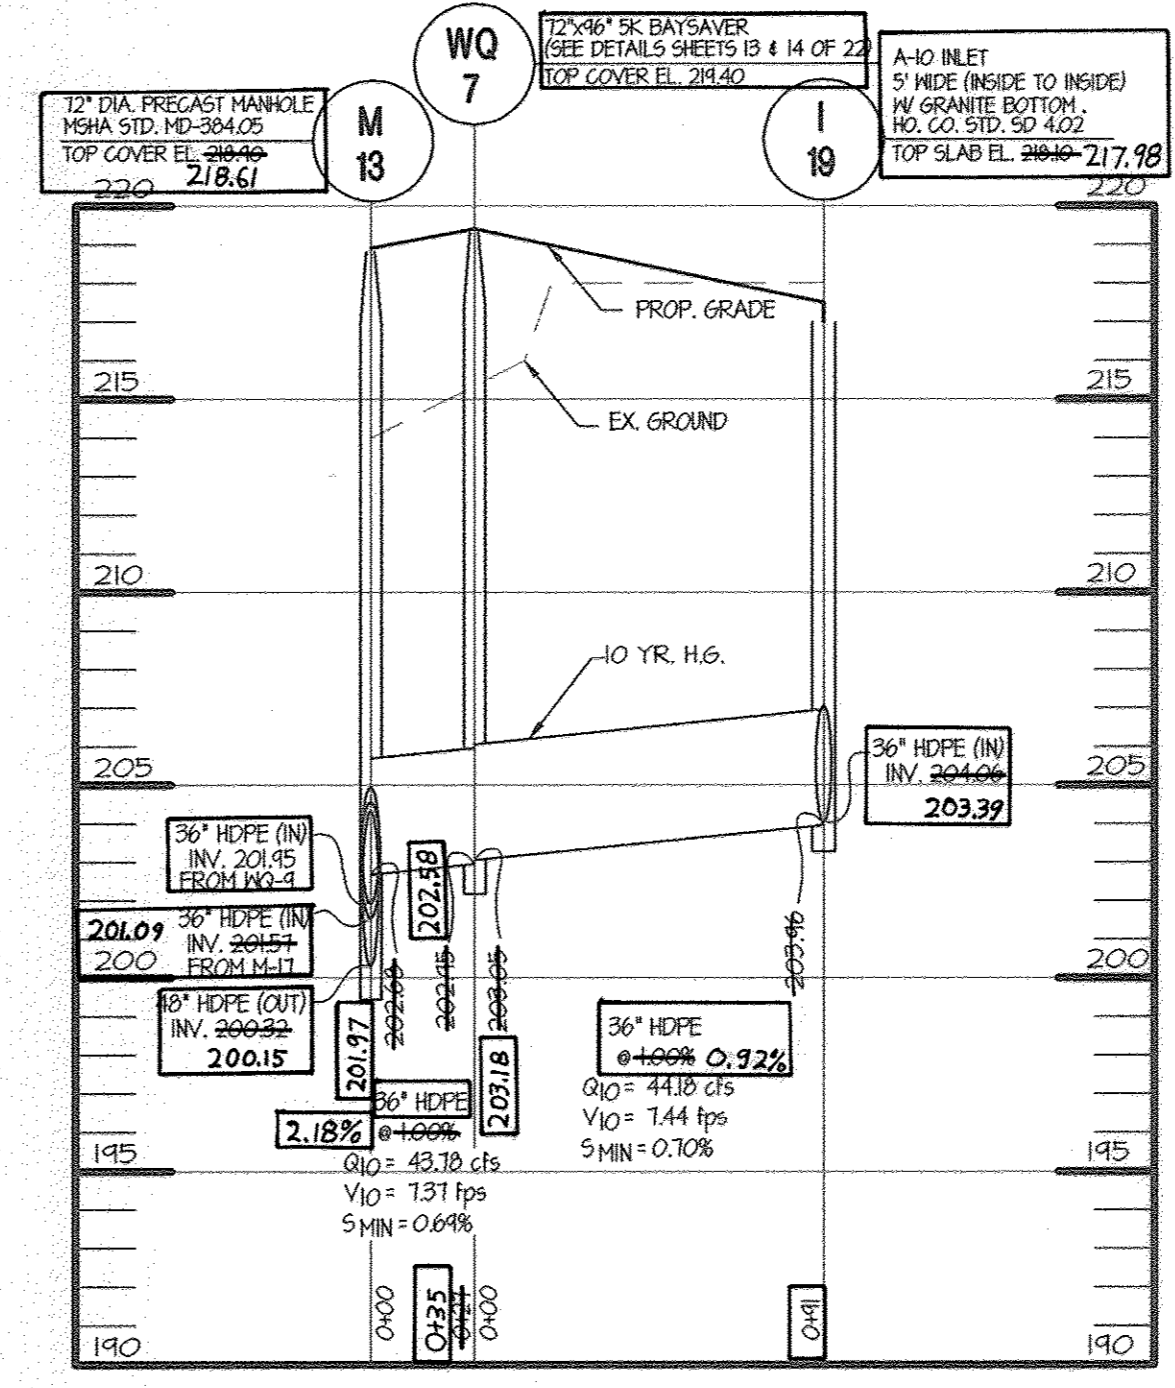 WQ
7
72"x96" 5K BAYSAVER
(SEE DETAILS SHEETS 13 & 14 OF 22)
TOP COVER EL. 219.40
A-10 INLET
5' WIDE (INSIDE TO INSIDE)
W/ GRANITE BOTTOM.
HO. CO. STD. SD 4.02
TOP SLAB EL. 218.10 217.98
72" DIA. PRECAST MANHOLE
MSHA STD. MD-384.05
TOP COVER EL. 218.40
218.61
M
13
I
19
220
220
PROP. GRADE
215
215
EX. GROUND
210
210
10 YR. H.G.
205
205
36" HDPE (IN)
INV. 204.06
203.39
36" HDPE (IN)
INV. 201.95
FROM WQ-9
202.58
201.09 36" HDPE (IN)
INV. 201.57
FROM M-17
200
200
48" HDPE (OUT)
INV. 200.32
200.15
201.97
202.68
202.95
203.05
203.18
203.96
36" HDPE
@ 1.00% 0.92%
Q10 = 44.18 cfs
V10 = 7.44 fps
S MIN = 0.70%
36" HDPE
2.18% @ 1.00%
Q10 = 43.78 cfs
V10 = 7.37 fps
S MIN = 0.69%
195
195
0+00
0+35
0+27
0+00
0+91
190
190